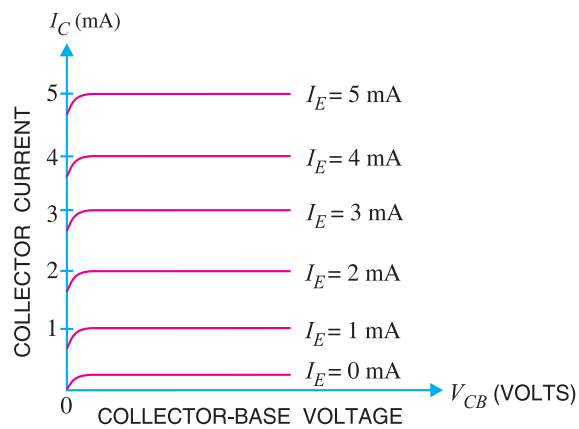 I_C (mA)
5
I_E = 5 mA
4
I_E = 4 mA
3
I_E = 3 mA
2
I_E = 2 mA
1
I_E = 1 mA
I_E = 0 mA
COLLECTOR CURRENT
0
V_CB (VOLTS)
COLLECTOR-BASE VOLTAGE